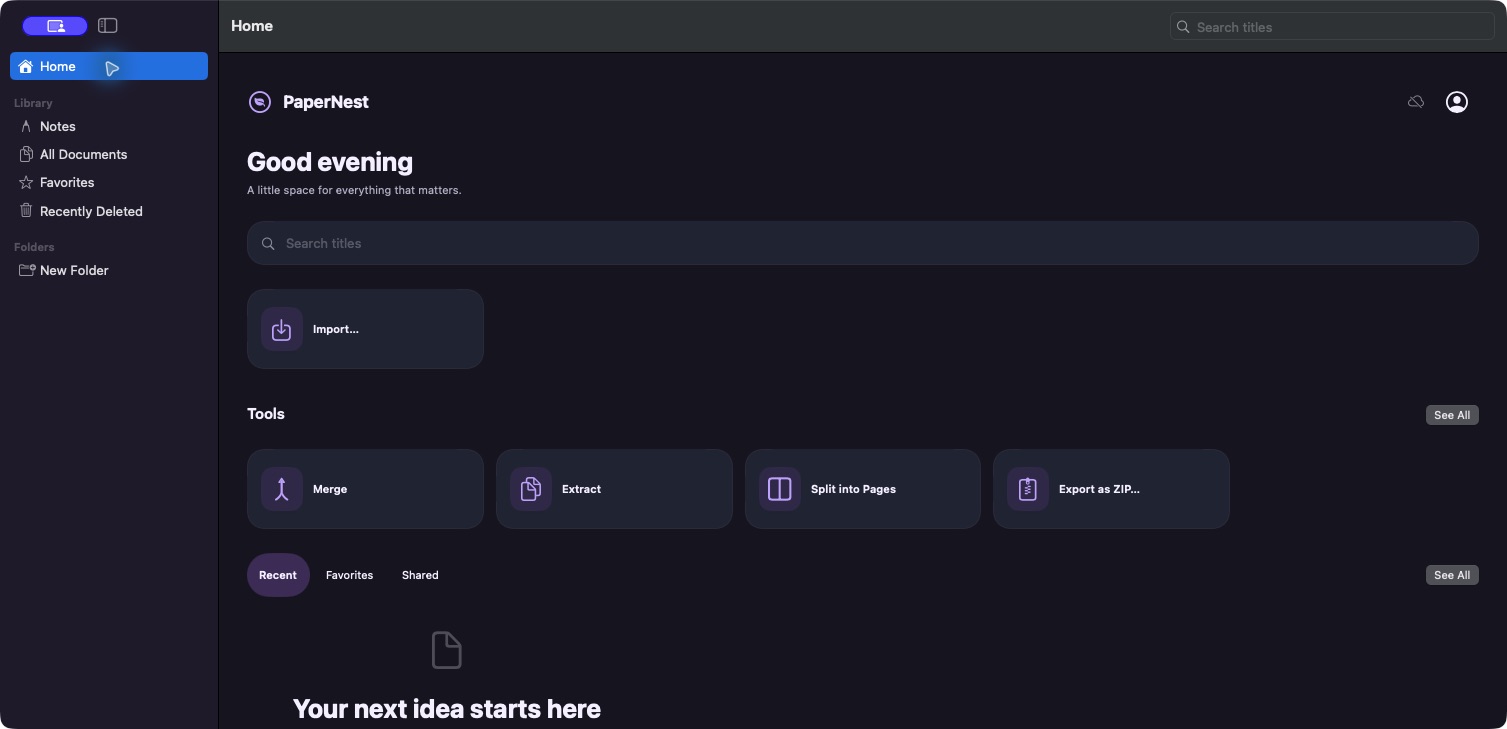 Home
Search titles
Home
Library
Notes
All Documents
Favorites
Recently Deleted
Folders
New Folder
PaperNest
Good evening
A little space for everything that matters.
Search titles
Import...
Tools
See All
Merge
Extract
Split into Pages
Export as ZIP...
Recent
Favorites
Shared
See All
Your next idea starts here